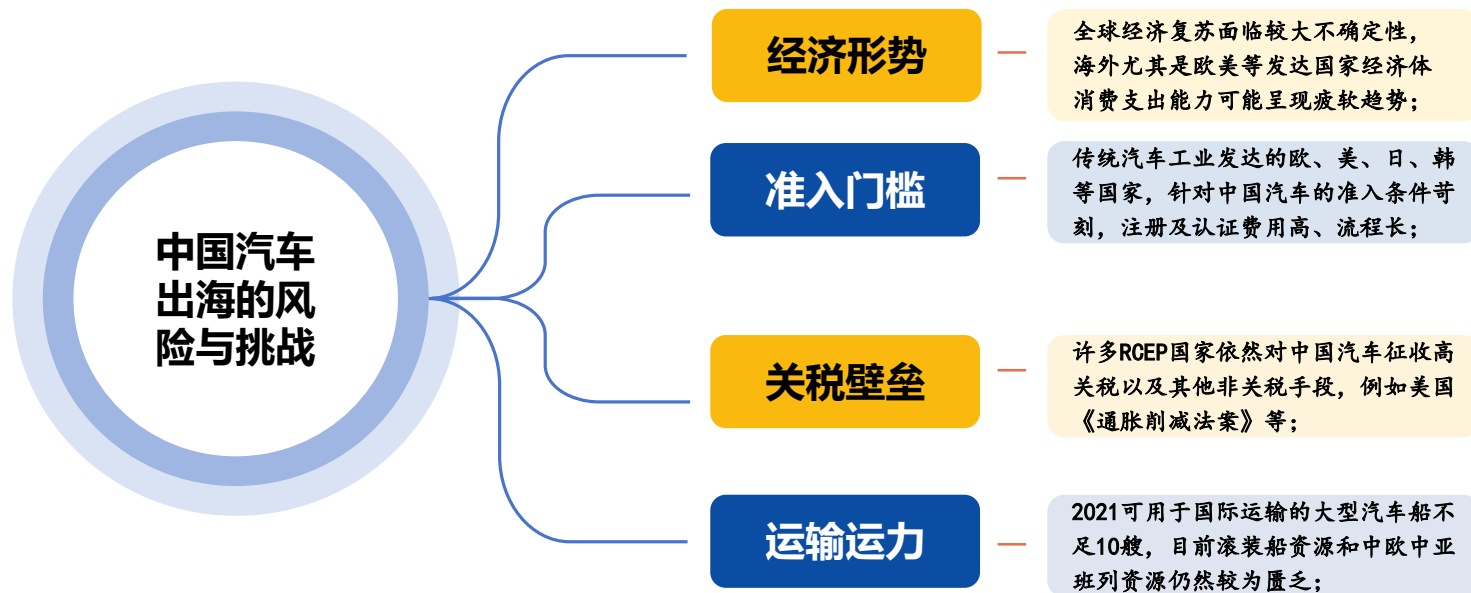 中国汽车
出海的风
险与挑战
经济形势
全球经济复苏面临较大不确定性，
海外尤其是欧美等发达国家经济体
消费支出能力可能呈现疲软趋势；
准入门槛
传统汽车工业发达的欧、美、日、韩
等国家，针对中国汽车的准入条件苛
刻，注册及认证费用高、流程长；
关税壁垒
许多RCEP国家依然对中国汽车征收高
关税以及其他非关税手段，例如美国
《通胀削减法案》等；
运输运力
2021可用于国际运输的大型汽车船不
足10艘，目前滚装船资源和中欧中亚
班列资源仍然较为匮乏；